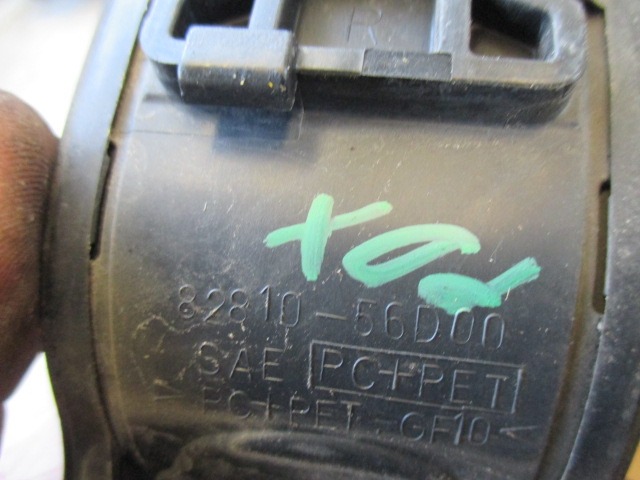 R
82810-56D00
SAE PC+PET
>PC+PET-GF10<